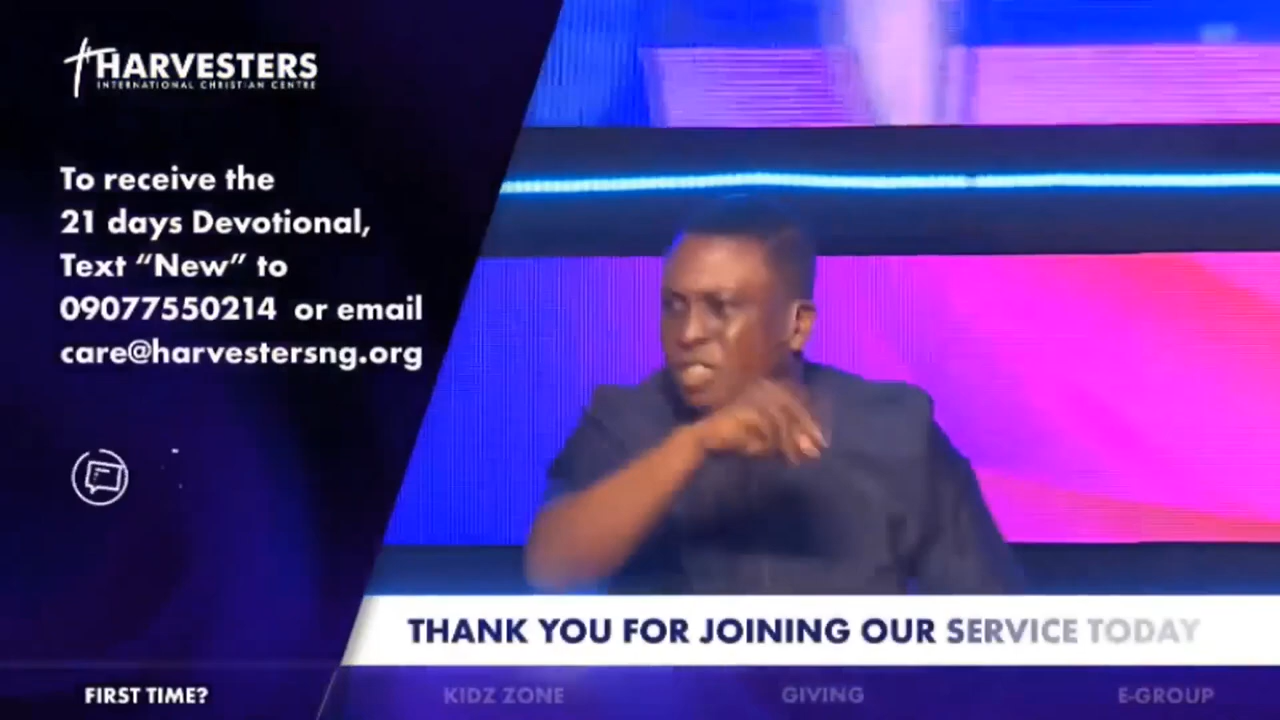 HARVESTERS
INTERNATIONAL CHRISTIAN CENTRE
To receive the
21 days Devotional,
Text “New” to
09077550214 or email
care@harvestersng.org
THANK YOU FOR JOINING OUR SERVICE TODAY
FIRST TIME?
KIDZ ZONE
GIVING
E-GROUP